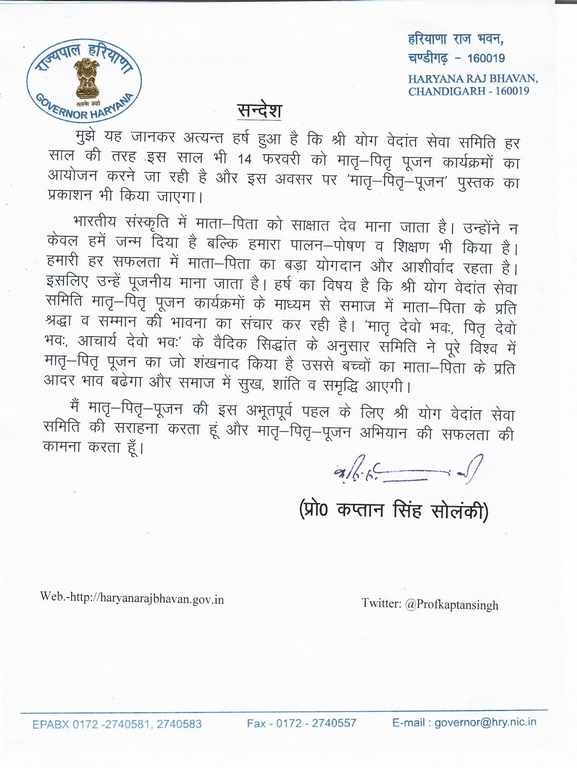 राज्यपाल हरियाणा
सत्यमेव जयते
GOVERNOR HARYANA
हरियाणा राज भवन,
चण्डीगढ़ – 160019
HARYANA RAJ BHAVAN,
CHANDIGARH - 160019
सन्देश
मुझे यह जानकर अत्यन्त हर्ष हुआ है कि श्री योग वेदांत सेवा समिति हर
साल की तरह इस साल भी 14 फरवरी को मातृ–पितृ पूजन कार्यक्रमों का
आयोजन करने जा रही है और इस अवसर पर 'मातृ–पितृ–पूजन' पुस्तक का
प्रकाशन भी किया जाएगा।
भारतीय संस्कृति में माता–पिता को साक्षात देव माना जाता है। उन्होंने न
केवल हमें जन्म दिया है बल्कि हमारा पालन–पोषण व शिक्षण भी किया है।
हमारी हर सफलता में माता–पिता का बड़ा योगदान और आशीर्वाद रहता है।
इसलिए उन्हें पूजनीय माना जाता है। हर्ष का विषय है कि श्री योग वेदांत सेवा
समिति मातृ–पितृ पूजन कार्यक्रमों के माध्यम से समाज में माता–पिता के प्रति
श्रद्धा व सम्मान की भावना का संचार कर रही है। 'मातृ देवो भवः, पितृ देवो
भवः, आचार्य देवो भवः' के वैदिक सिद्धांत के अनुसार समिति ने पूरे विश्व में
मातृ–पितृ पूजन का जो शंखनाद किया है उससे बच्चों का माता–पिता के प्रति
आदर भाव बढेगा और समाज में सुख, शांति व समृद्धि आएगी।
मैं मातृ–पितृ–पूजन की इस अभूतपूर्व पहल के लिए श्री योग वेदांत सेवा
समिति की सराहना करता हूं और मातृ–पितृ–पूजन अभियान की सफलता की
कामना करता हूँ।
(प्रो0 कप्तान सिंह सोलंकी)
Web.-http://haryanarajbhavan.gov.in
Twitter: @Profkaptansingh
EPABX 0172 -2740581, 2740583
Fax - 0172 - 2740557
E-mail : governor@hry.nic.in